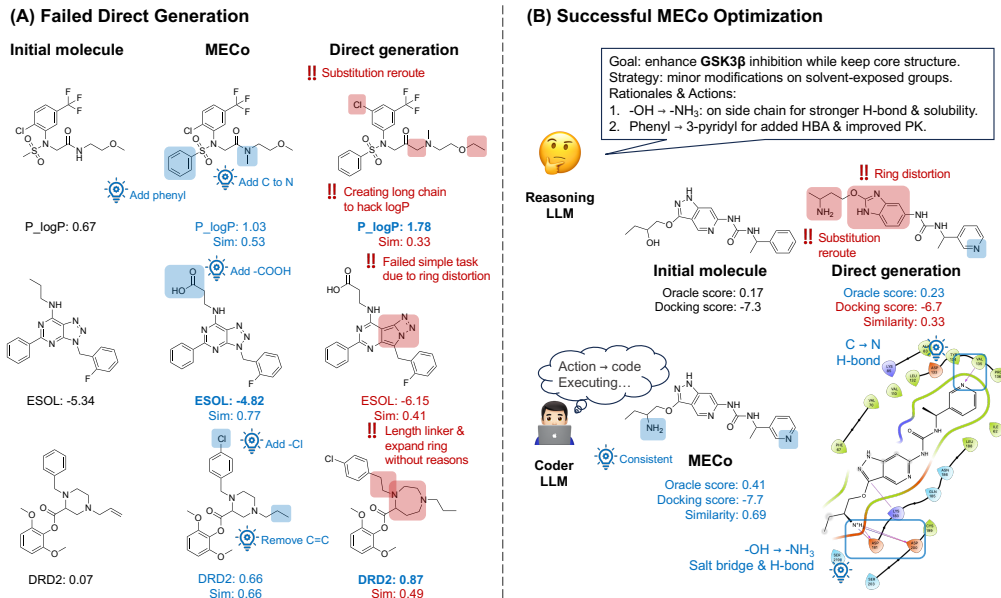 (A) Failed Direct Generation
Initial molecule
MECo
Direct generation
!! Substitution reroute
Add phenyl
Add C to N
!! Creating long chain
to hack logP
P_logP: 0.67
P_logP: 1.03
Sim: 0.53
P_logP: 1.78
Sim: 0.33
Add -COOH
!! Failed simple task
due to ring distortion
ESOL: -5.34
ESOL: -4.82
Sim: 0.77
ESOL: -6.15
Sim: 0.41
Add -Cl
!! Length linker &
expand ring
without reasons
Remove C=C
DRD2: 0.07
DRD2: 0.66
Sim: 0.66
DRD2: 0.87
Sim: 0.49
(B) Successful MECo Optimization
Goal: enhance GSK3β inhibition while keep core structure.
Strategy: minor modifications on solvent-exposed groups.
Rationales & Actions:
1. -OH → -NH₃: on side chain for stronger H-bond & solubility.
2. Phenyl → 3-pyridyl for added HBA & improved PK.
Reasoning
LLM
!! Ring distortion
!! Substitution
reroute
Initial molecule
Oracle score: 0.17
Docking score: -7.3
Direct generation
Oracle score: 0.23
Docking score: -6.7
Similarity: 0.33
Action → code
Executing…
Coder
LLM
Consistent
MECo
Oracle score: 0.41
Docking score: -7.7
Similarity: 0.69
C → N
H-bond
-OH → -NH₃
Salt bridge & H-bond